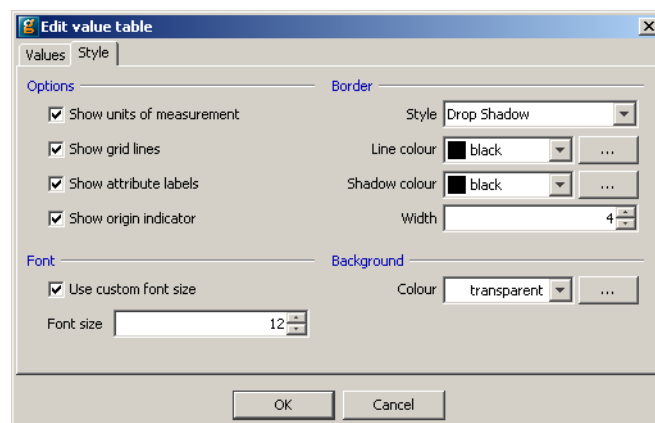 Edit value table
Values Style
Options
Show units of measurement
Show grid lines
Show attribute labels
Show origin indicator
Border
Style Drop Shadow
Line colour black ...
Shadow colour black ...
Width 4
Font
Use custom font size
Font size 12
Background
Colour transparent ...
OK Cancel